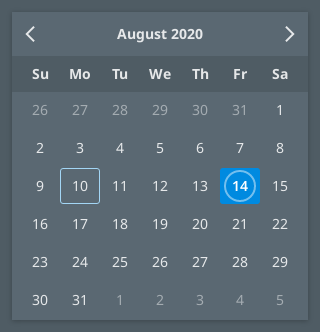 August 2020
Su Mo Tu We Th Fr Sa
26 27 28 29 30 31 1
2 3 4 5 6 7 8
9 10 11 12 13 14 15
16 17 18 19 20 21 22
23 24 25 26 27 28 29
30 31 1 2 3 4 5